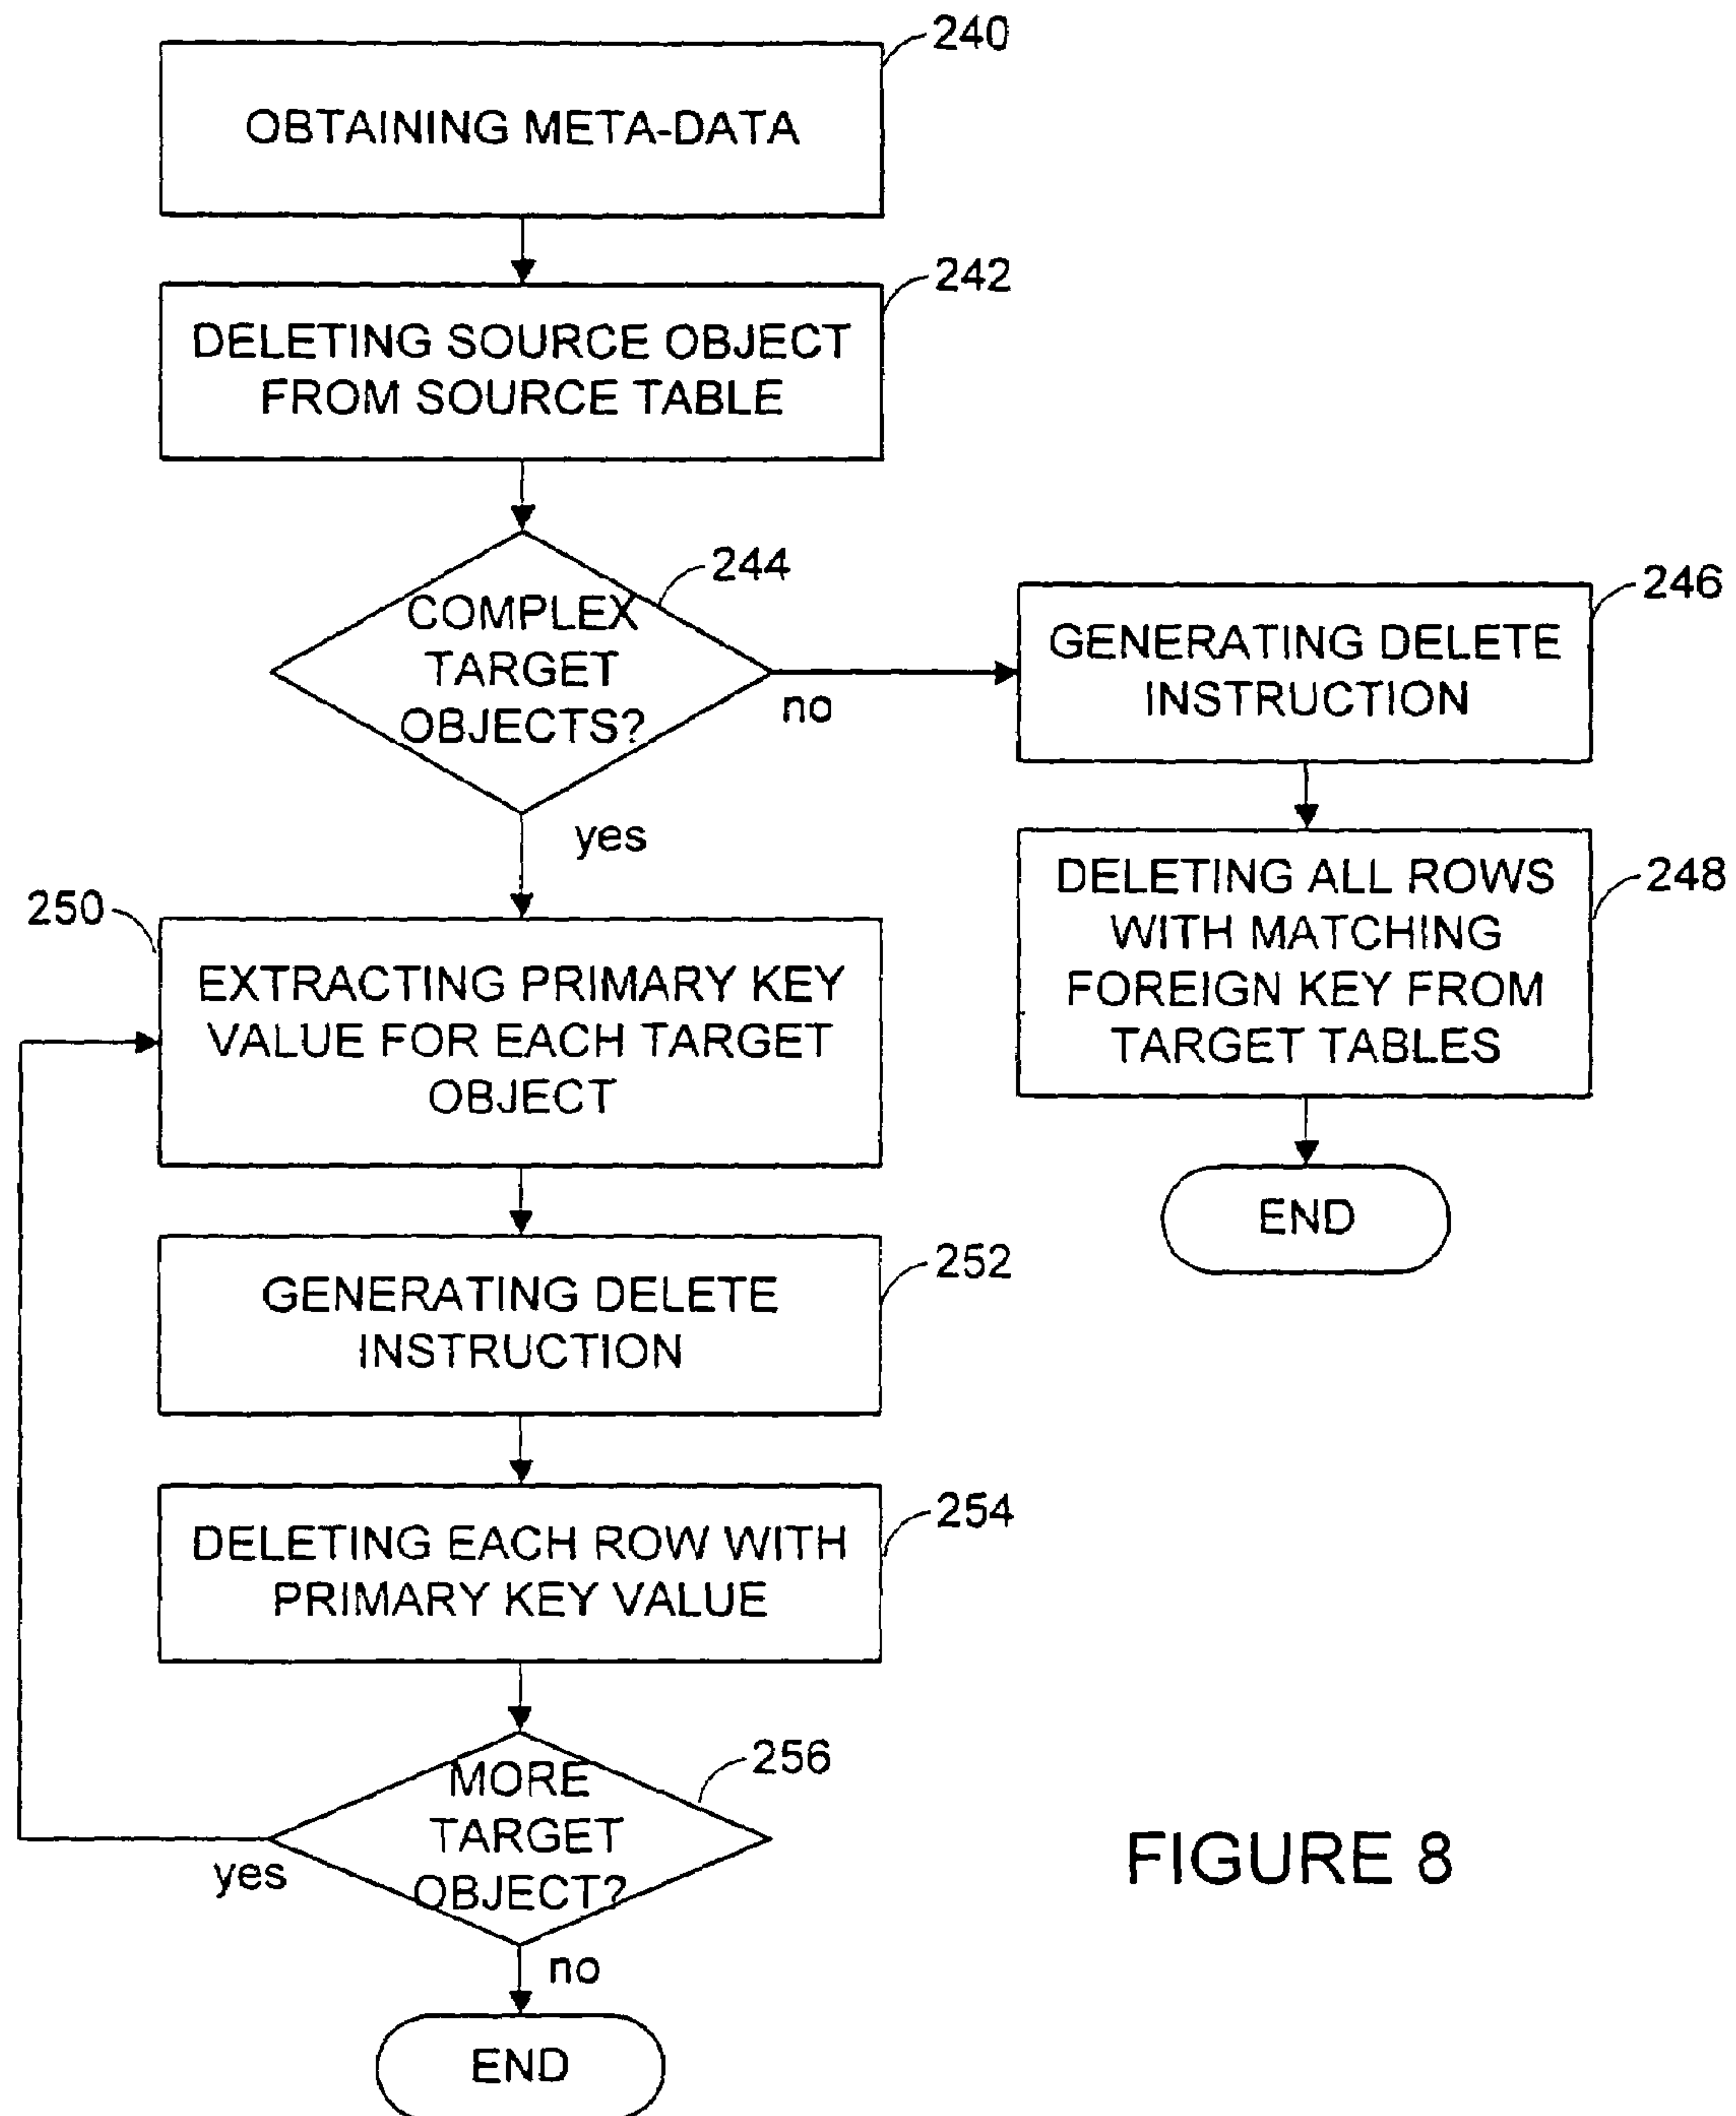 240
OBTAINING META-DATA
242
DELETING SOURCE OBJECT
FROM SOURCE TABLE
244
COMPLEX
TARGET
OBJECTS?
no
yes
246
GENERATING DELETE
INSTRUCTION
248
DELETING ALL ROWS
WITH MATCHING
FOREIGN KEY FROM
TARGET TABLES
END
250
EXTRACTING PRIMARY KEY
VALUE FOR EACH TARGET
OBJECT
252
GENERATING DELETE
INSTRUCTION
254
DELETING EACH ROW WITH
PRIMARY KEY VALUE
256
MORE
TARGET
OBJECT?
yes
no
END
FIGURE 8